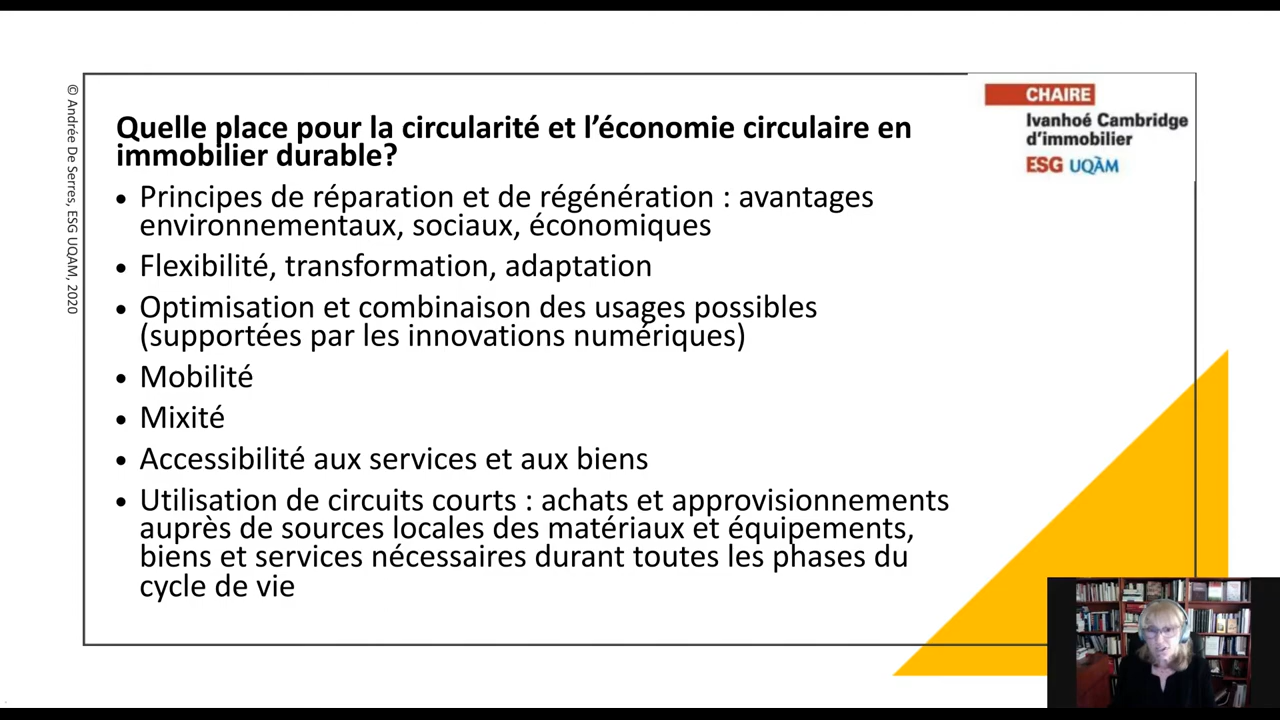 © Andrée De Serres, ESG UQAM, 2020
CHAIRE
Ivanhoé Cambridge
d'immobilier
ESG UQÀM
Quelle place pour la circularité et l'économie circulaire en
immobilier durable?
• Principes de réparation et de régénération : avantages
environnementaux, sociaux, économiques
• Flexibilité, transformation, adaptation
• Optimisation et combinaison des usages possibles
(supportées par les innovations numériques)
• Mobilité
• Mixité
• Accessibilité aux services et aux biens
• Utilisation de circuits courts : achats et approvisionnements
auprès de sources locales des matériaux et équipements,
biens et services nécessaires durant toutes les phases du
cycle de vie